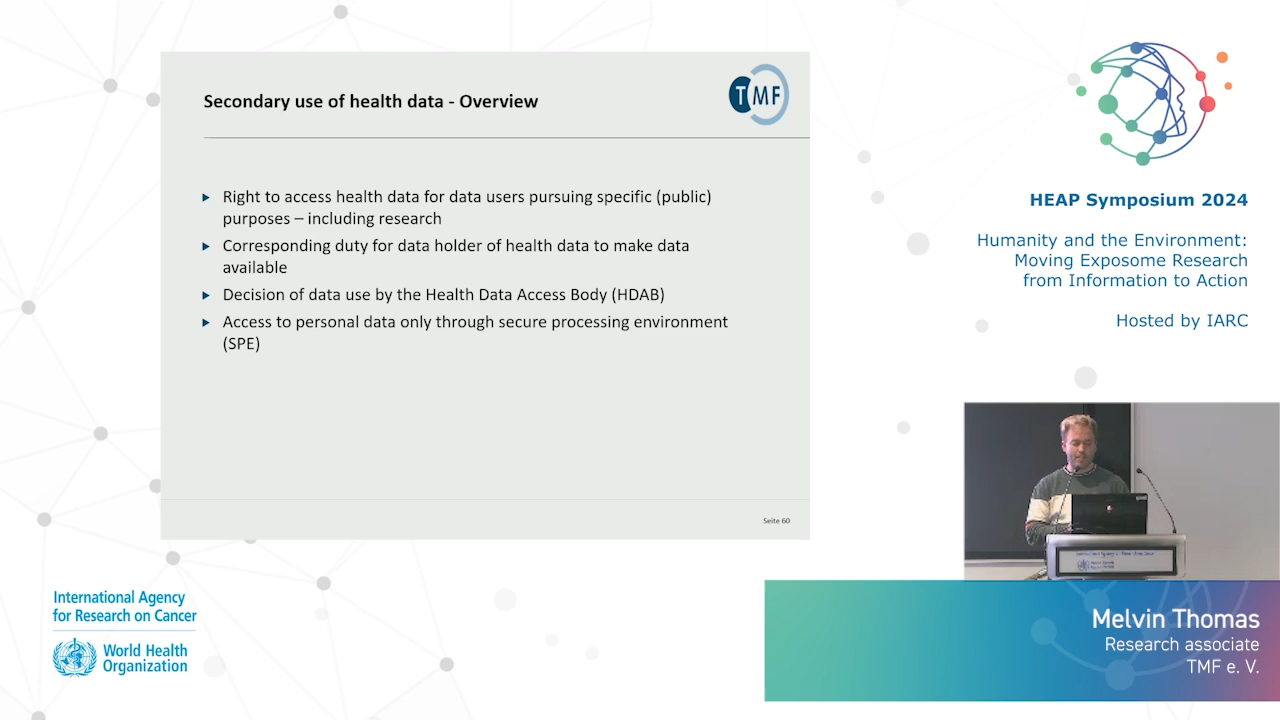 Secondary use of health data - Overview
TMF
Right to access health data for data users pursuing specific (public)
purposes – including research
Corresponding duty for data holder of health data to make data
available
Decision of data use by the Health Data Access Body (HDAB)
Access to personal data only through secure processing environment
(SPE)
Seite 60
HEAP Symposium 2024
Humanity and the Environment:
Moving Exposome Research
from Information to Action
Hosted by IARC
Melvin Thomas
Research associate
TMF e. V.
International Agency
for Research on Cancer
World Health
Organization